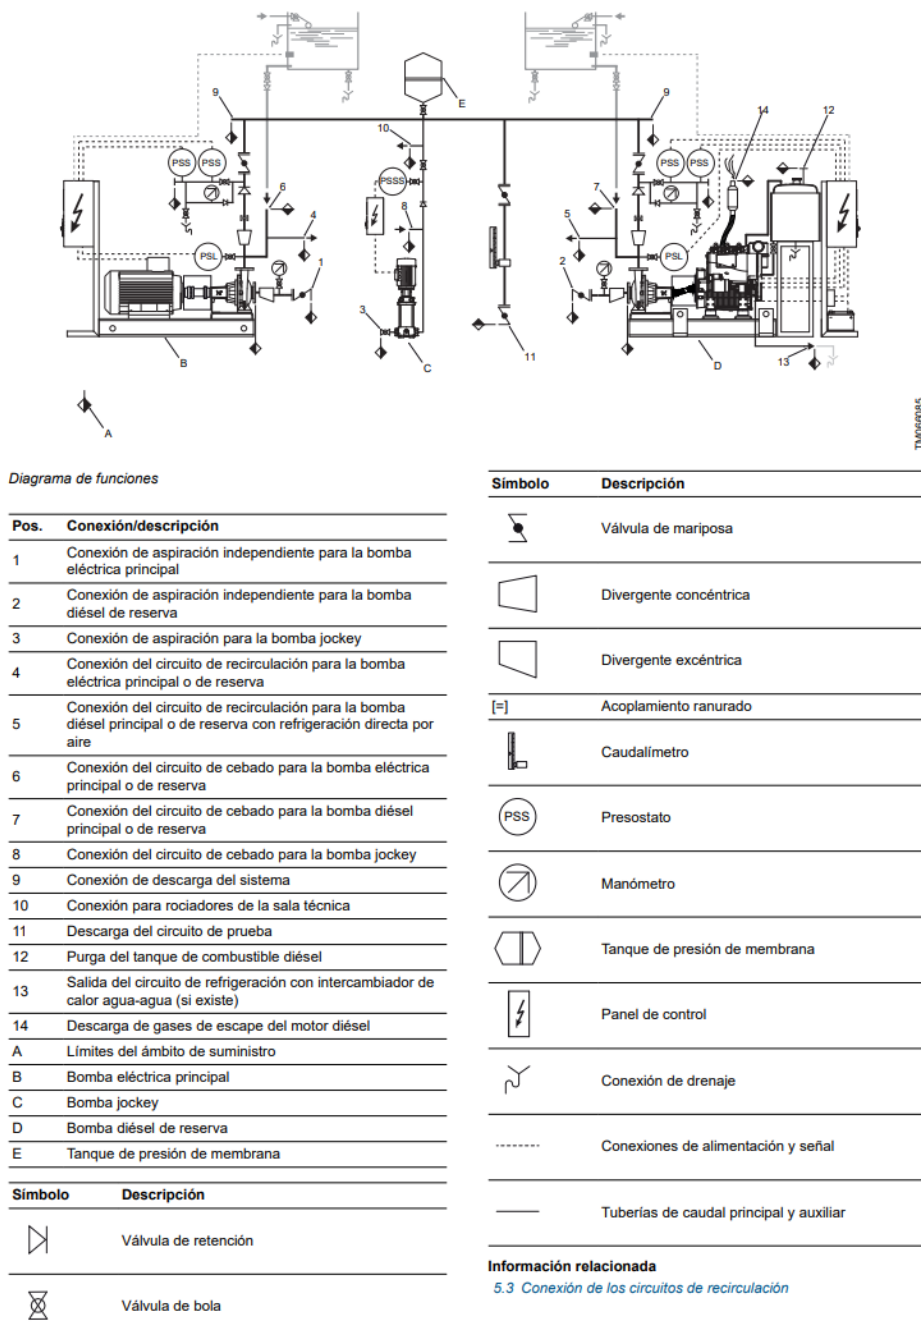 14
12
9
9
E
10
PSS
PSS
PSSS
PSS
PSS
6
7
4
8
5
PSL
PSL
1
2
3
11
13
B
C
D
A
TM066085
Diagrama de funciones
Pos. Conexión/descripción
1 Conexión de aspiración independiente para la bomba
eléctrica principal
2 Conexión de aspiración independiente para la bomba
diésel de reserva
3 Conexión de aspiración para la bomba jockey
4 Conexión del circuito de recirculación para la bomba
eléctrica principal o de reserva
5 Conexión del circuito de recirculación para la bomba
diésel principal o de reserva con refrigeración directa por
aire
6 Conexión del circuito de cebado para la bomba eléctrica
principal o de reserva
7 Conexión del circuito de cebado para la bomba diésel
principal o de reserva
8 Conexión del circuito de cebado para la bomba jockey
9 Conexión de descarga del sistema
10 Conexión para rociadores de la sala técnica
11 Descarga del circuito de prueba
12 Purga del tanque de combustible diésel
13 Salida del circuito de refrigeración con intercambiador de
calor agua-agua (si existe)
14 Descarga de gases de escape del motor diésel
A Límites del ámbito de suministro
B Bomba eléctrica principal
C Bomba jockey
D Bomba diésel de reserva
E Tanque de presión de membrana
Símbolo Descripción
Válvula de retención
Válvula de bola
Símbolo Descripción
Válvula de mariposa
Divergente concéntrica
Divergente excéntrica
[=] Acoplamiento ranurado
Caudalímetro
PSS Presostato
Manómetro
Tanque de presión de membrana
Panel de control
Conexión de drenaje
Conexiones de alimentación y señal
Tuberías de caudal principal y auxiliar
Información relacionada
5.3 Conexión de los circuitos de recirculación